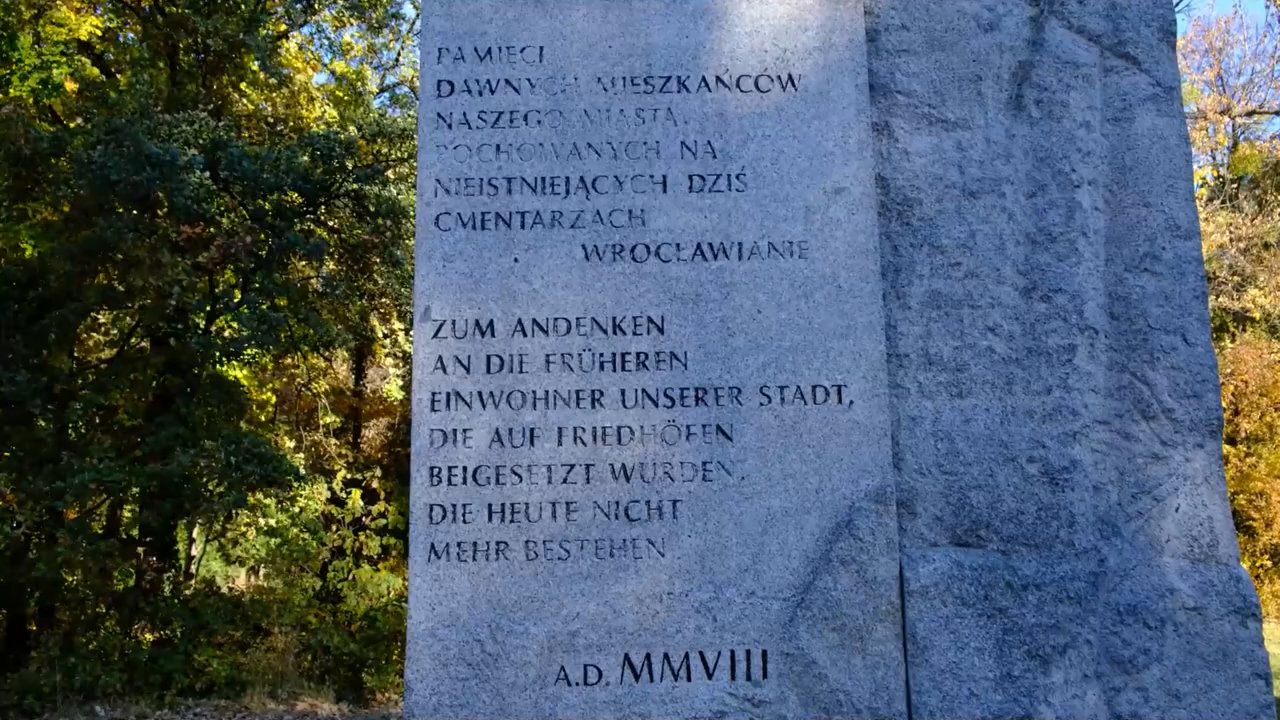 PAMIĘCI
DAWNYCH MIESZKAŃCÓW
NASZEGO MIASTA,
POCHOWANYCH NA
NIEISTNIEJĄCYCH DZIŚ
CMENTARZACH
WROCŁAWIANIE
ZUM ANDENKEN
AN DIE FRÜHEREN
EINWOHNER UNSERER STADT,
DIE AUF FRIEDHÖFEN
BEIGESETZT WURDEN,
DIE HEUTE NICHT
MEHR BESTEHEN
A.D. MMVIII